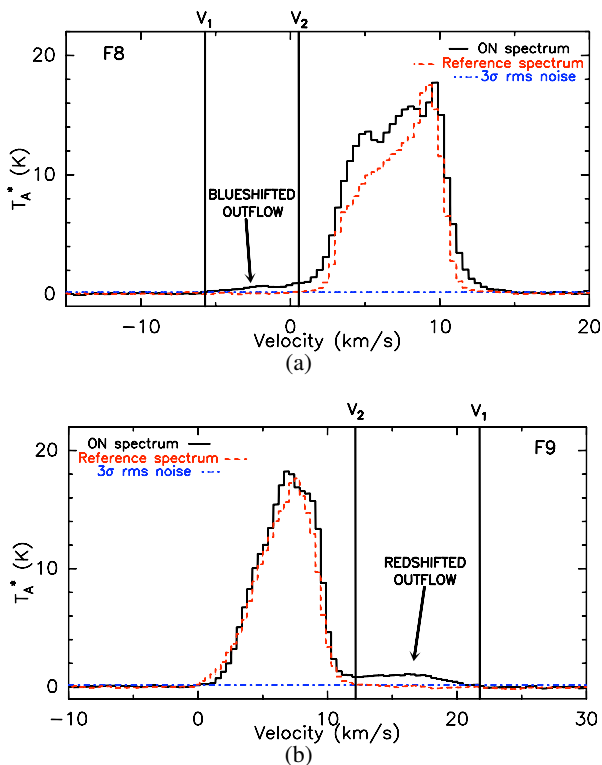 V1 V2
F8
ON spectrum
Reference spectrum
3σ rms noise
BLUESHIFTED
OUTFLOW
TA* (K)
20
10
0
−10 0 10 20
Velocity (km/s)
(a)
V2 V1
ON spectrum
Reference spectrum
3σ rms noise
F9
REDSHIFTED
OUTFLOW
TA* (K)
20
10
0
−10 0 10 20 30
Velocity (km/s)
(b)